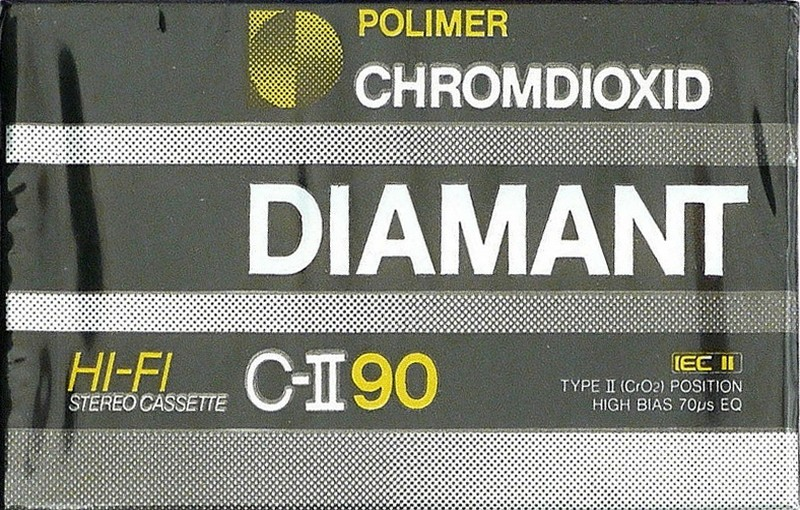 POLIMER
CHROMDIOXID
DIAMANT
HI-FI
STEREO CASSETTE
C-II 90
IEC II
TYPE II (CrO₂) POSITION
HIGH BIAS 70μs EQ